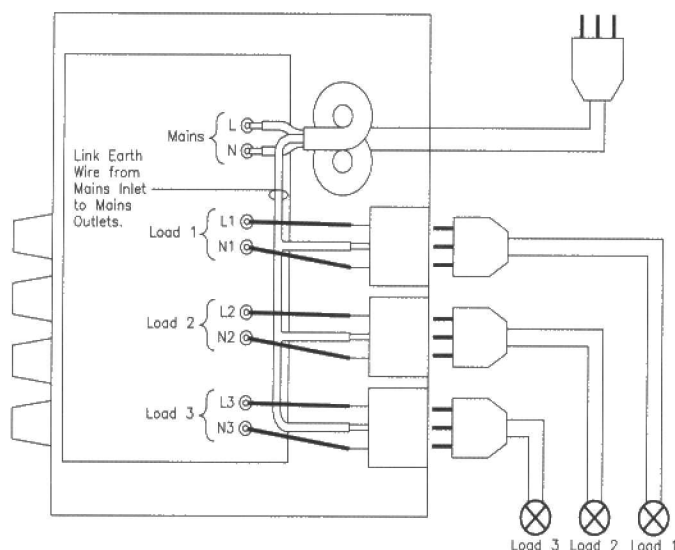 Mains
L
N
Link Earth
Wire from
Mains Inlet
to Mains
Outlets.
Load 1
L1
N1
Load 2
L2
N2
Load 3
L3
N3
Load 3 Load 2 Load 1